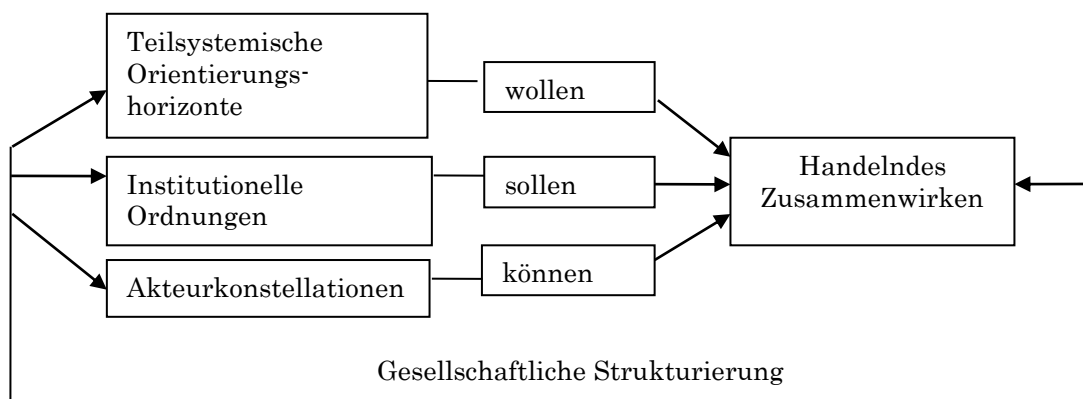 Teilsystemische
Orientierungs-
horizonte
wollen
Institutionelle
Ordnungen
sollen
Akteurkonstellationen
können
Handelndes
Zusammenwirken
Gesellschaftliche Strukturierung